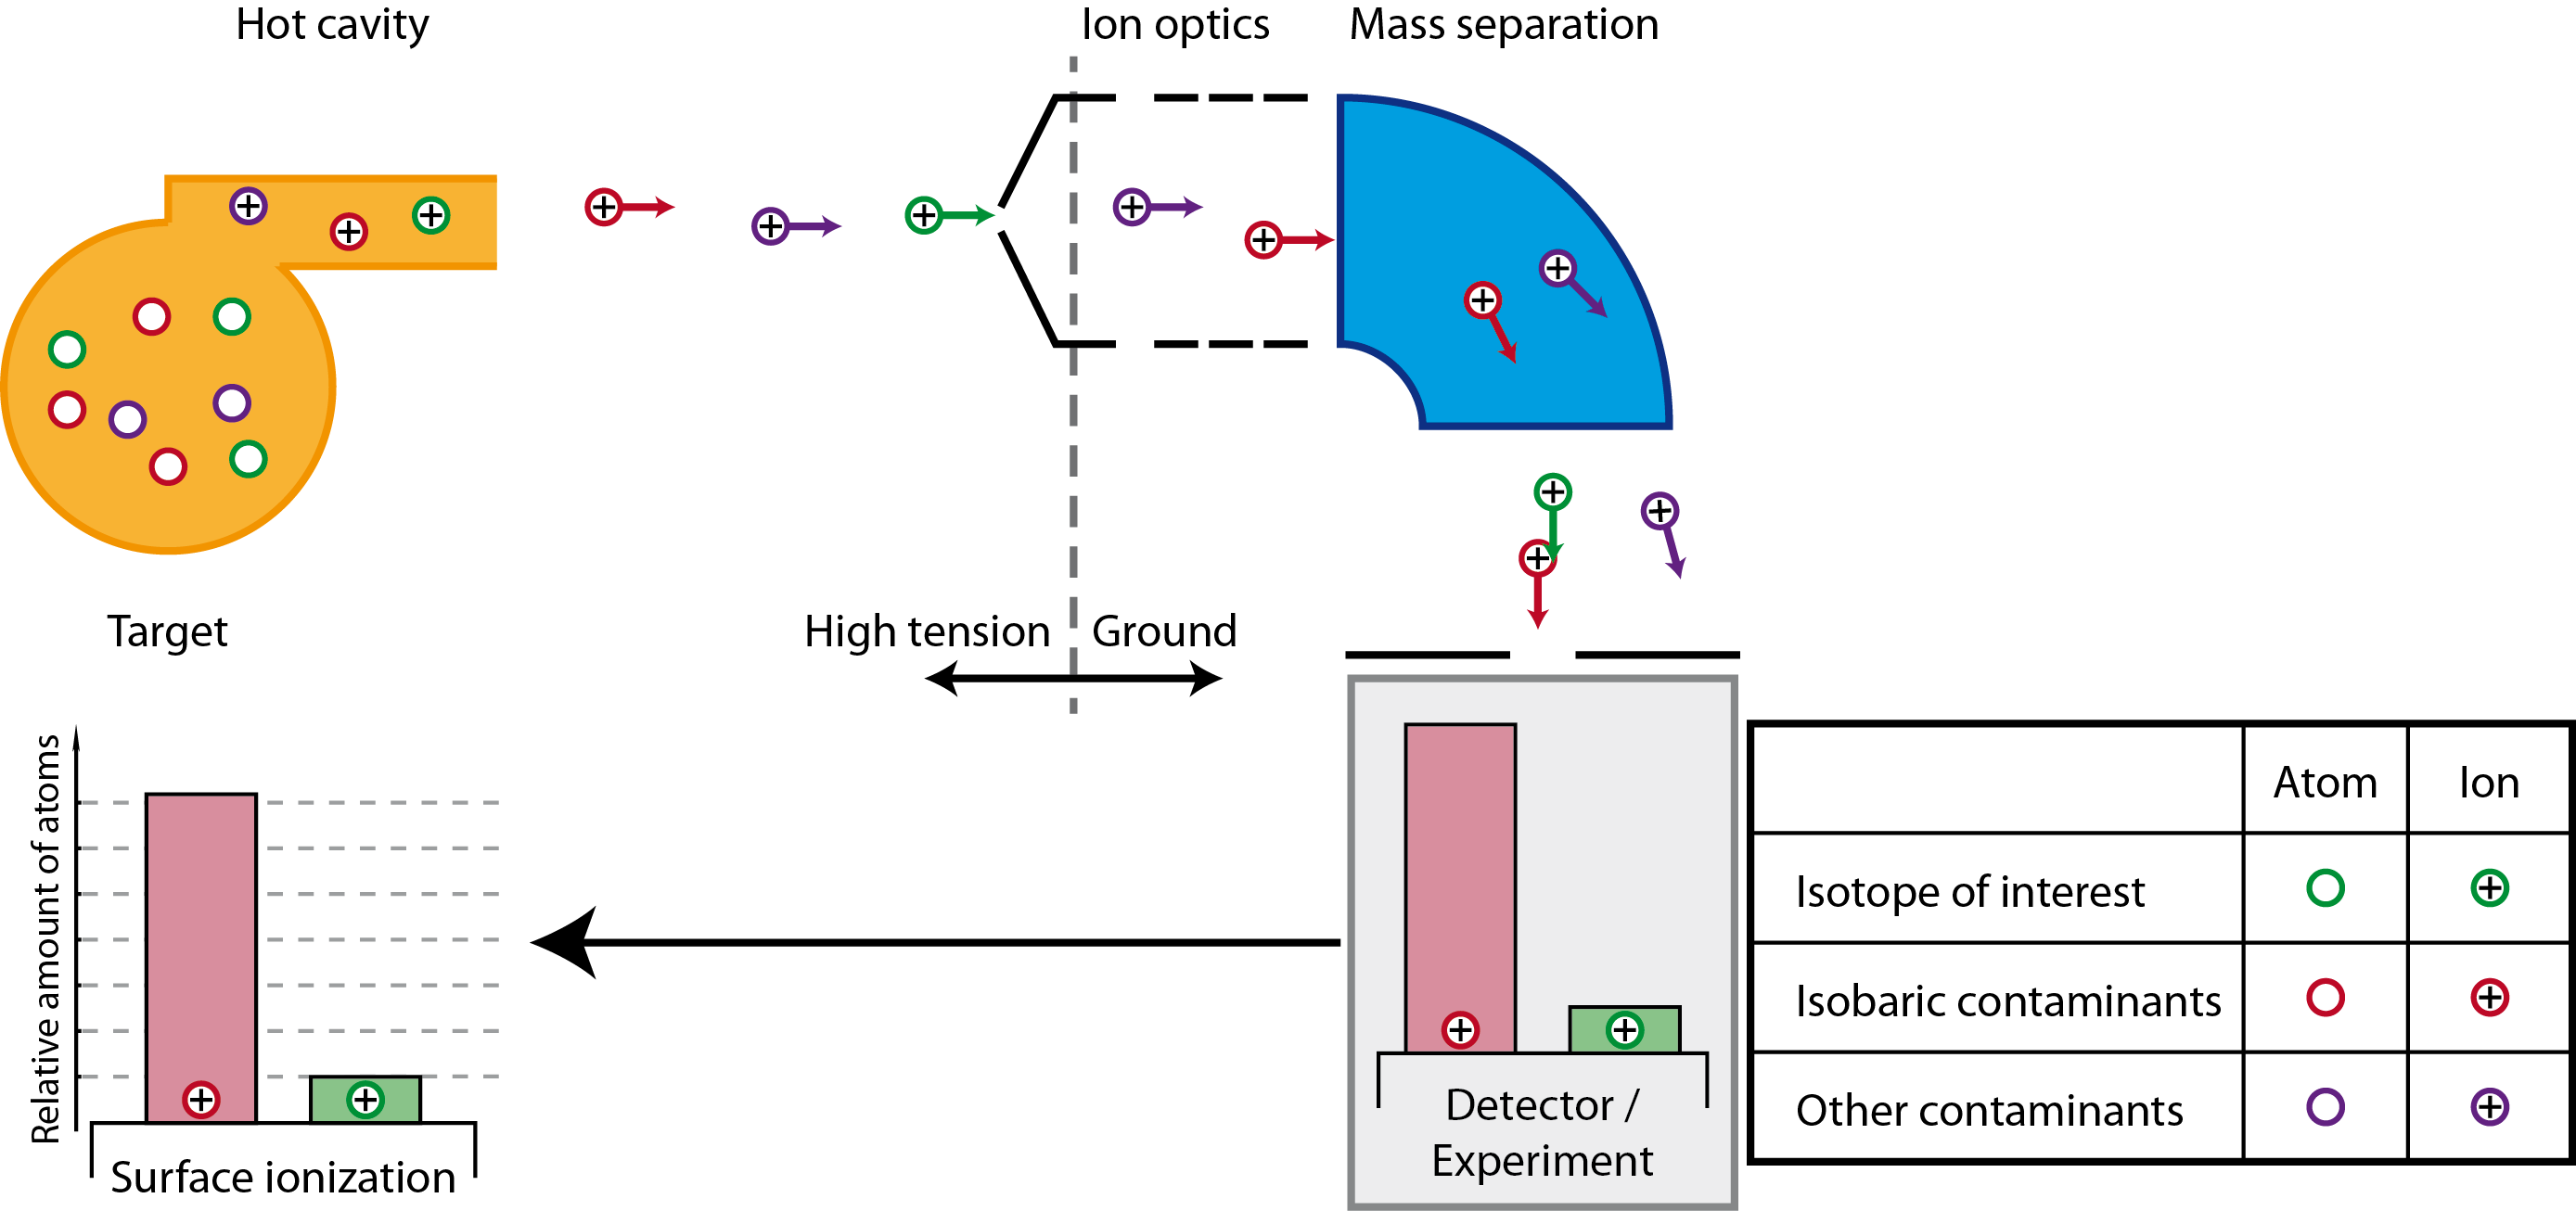 Hot cavity
Ion optics
Mass separation
Target
High tension
Ground
Relative amount of atoms
Surface ionization
Detector /
Experiment
Atom
Ion
Isotope of interest
Isobaric contaminants
Other contaminants